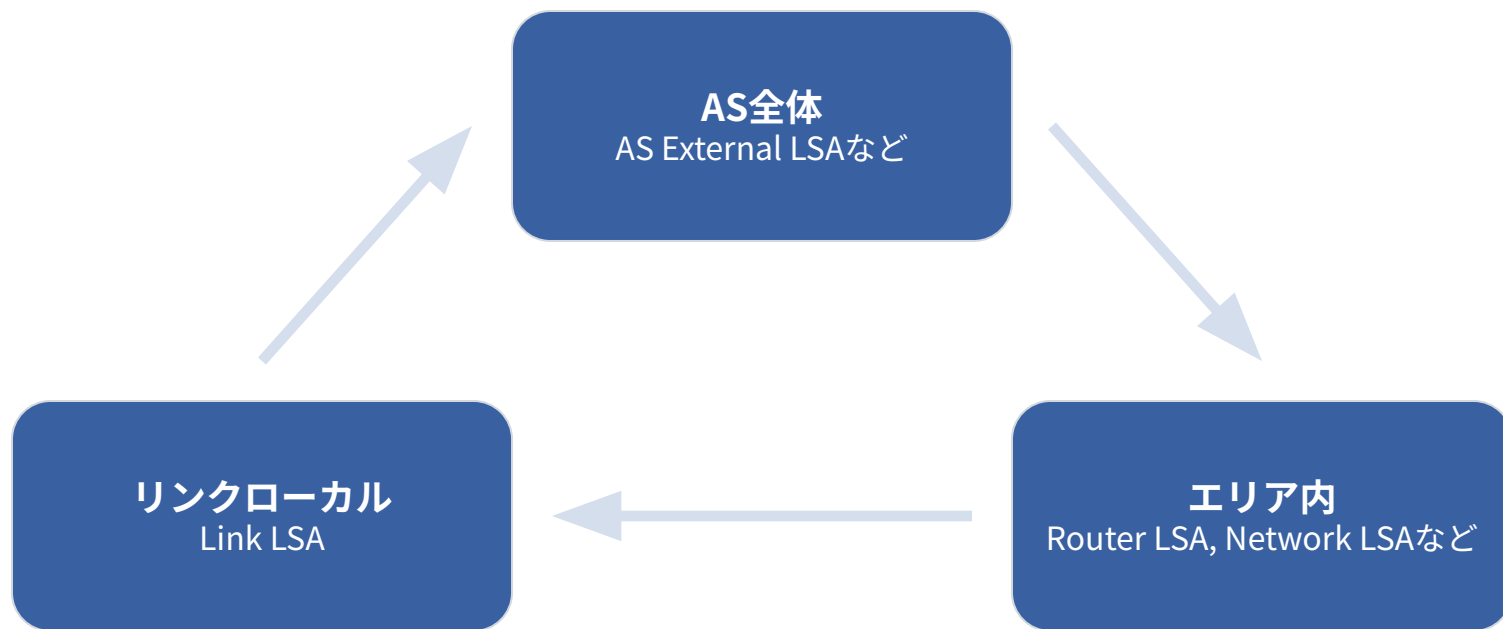 AS全体
AS External LSAなど
リンクローカル
Link LSA
エリア内
Router LSA, Network LSAなど